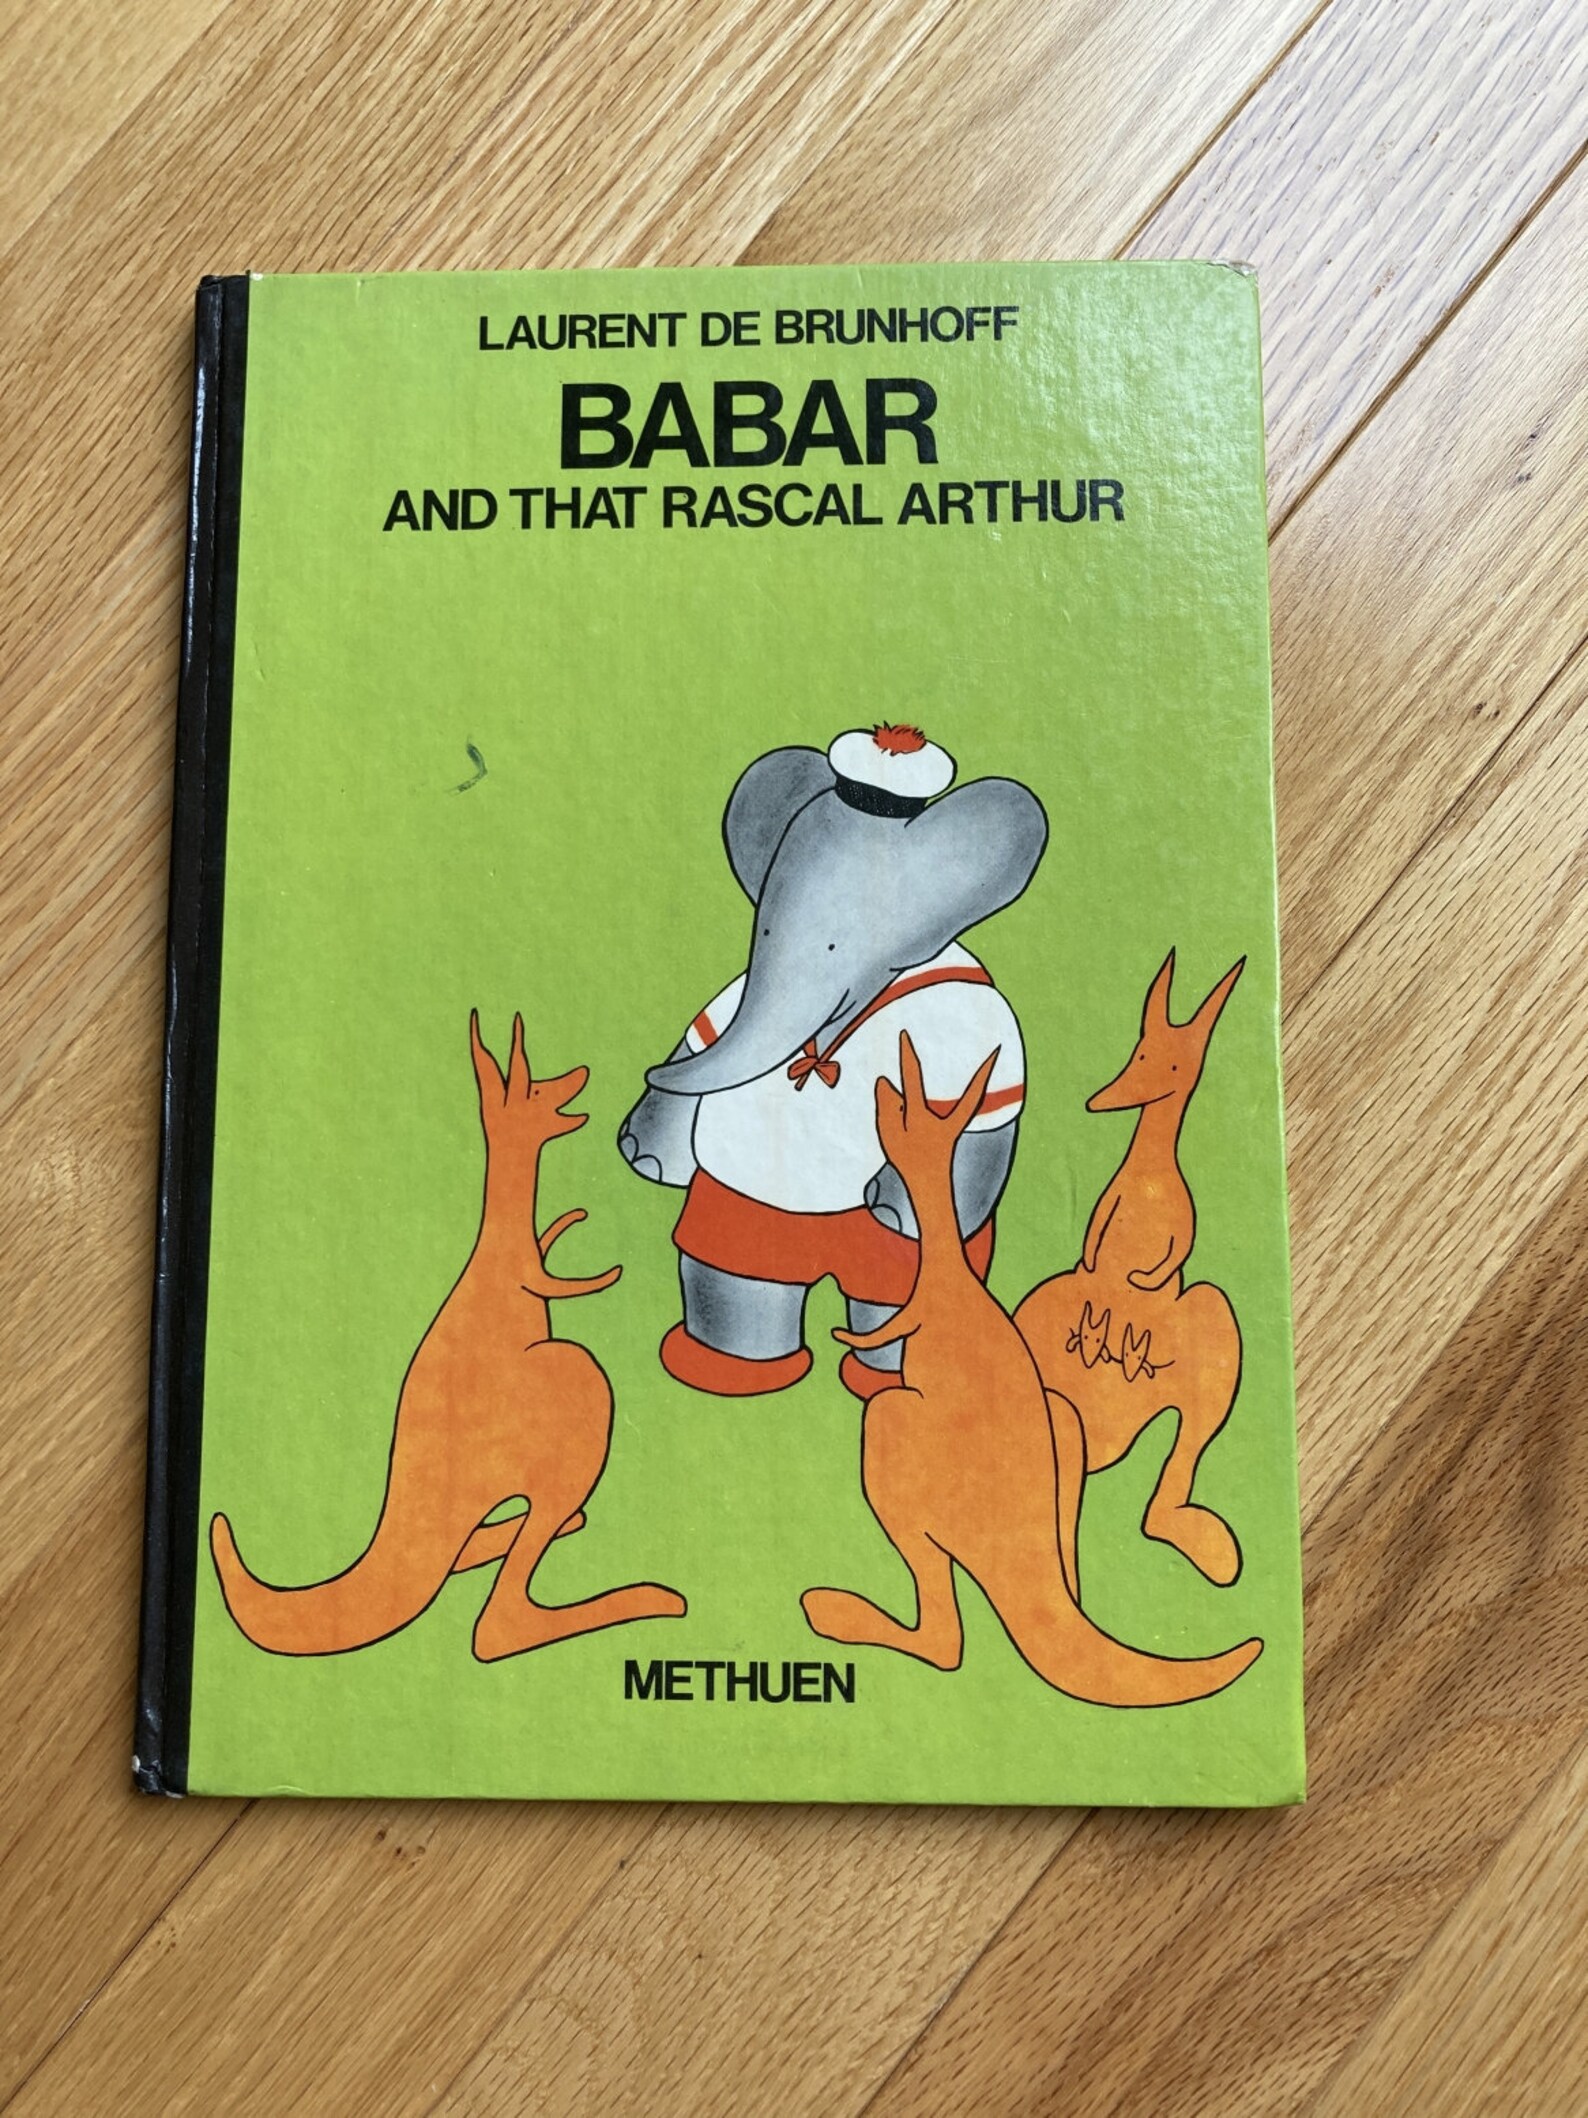 LAURENT DE BRUNHOFF
BABAR
AND THAT RASCAL ARTHUR
METHUEN